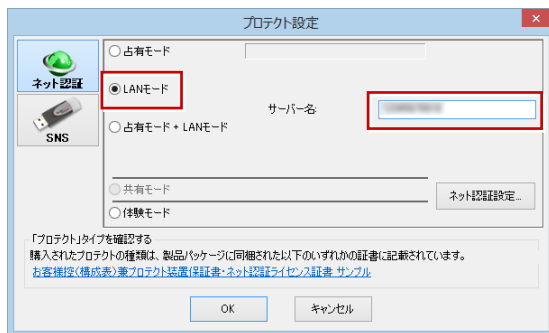 プロテクト設定
ネット認証
SNS
占有モード
LANモード
サーバー名:
占有モード + LANモード
共有モード
ネット認証設定...
体験モード
「プロテクト」タイプを確認する
購入されたプロテクトの種類は、製品パッケージに同梱された以下のいずれかの証書に記載されています。
お客様控(構成表)兼プロテクト装置保証書・ネット認証ライセンス証書 サンプル
OK
キャンセル